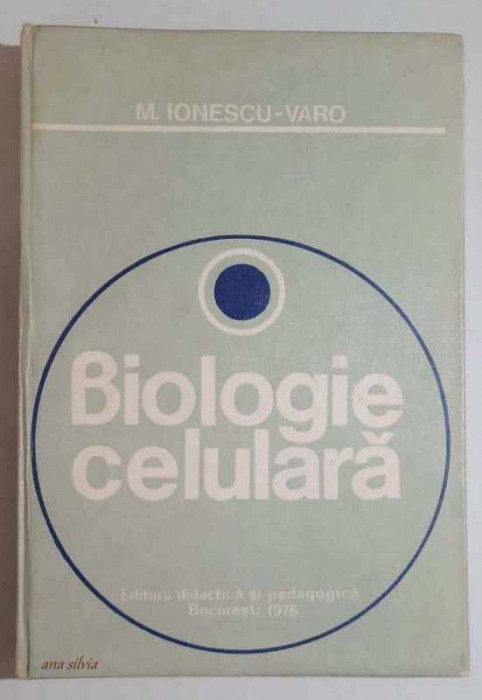 M. IONESCU-VARO
Biologie
celulară
Editura didactică și pedagogică
București 1976
ana silvia